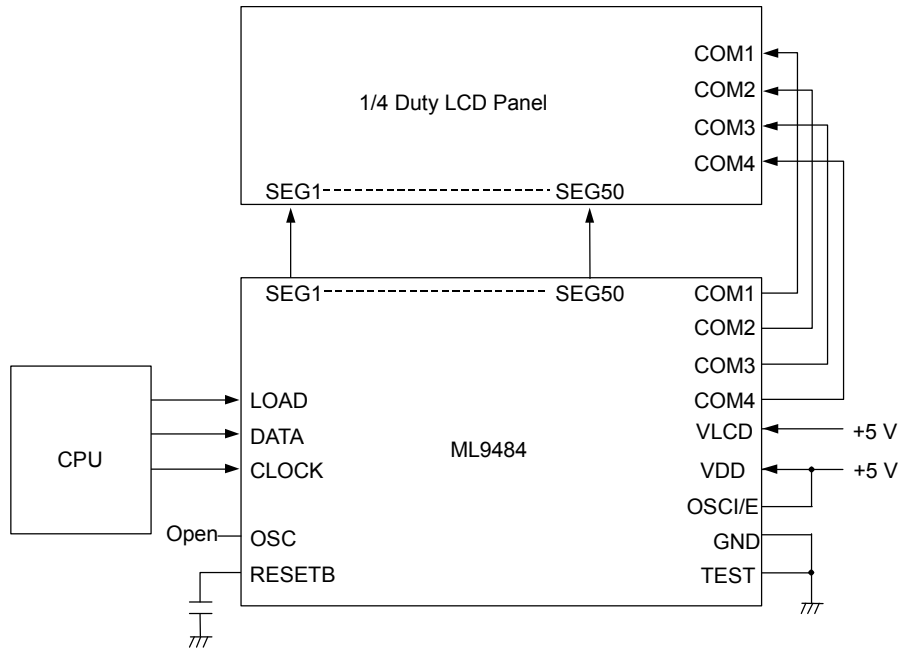 COM1
COM2
1/4 Duty LCD Panel
COM3
COM4
SEG1 SEG50
SEG1 SEG50
COM1
COM2
COM3
COM4
LOAD
DATA
CLOCK
CPU
ML9484
VLCD
+5 V
VDD
+5 V
OSCI/E
Open
OSC
GND
RESETB
TEST